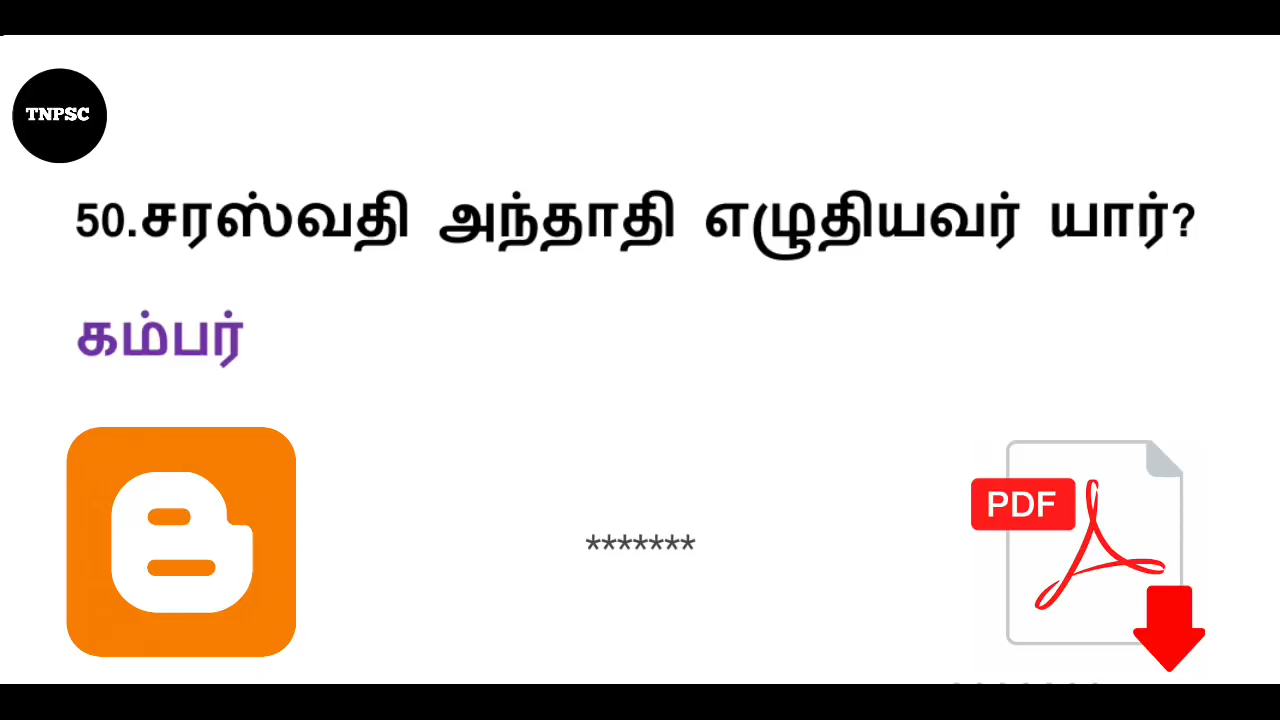 TNPSC
50.சரஸ்வதி அந்தாதி எழுதியவர் யார்?
கம்பர்
PDF
*******